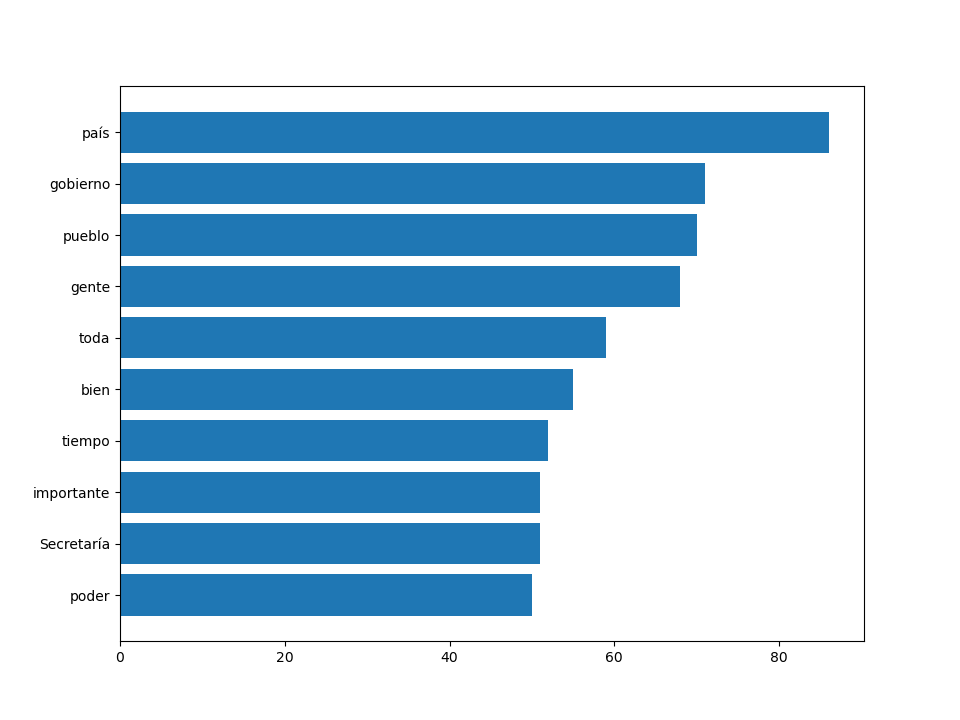 país
gobierno
pueblo
gente
toda
bien
tiempo
importante
Secretaría
poder
0 20 40 60 80